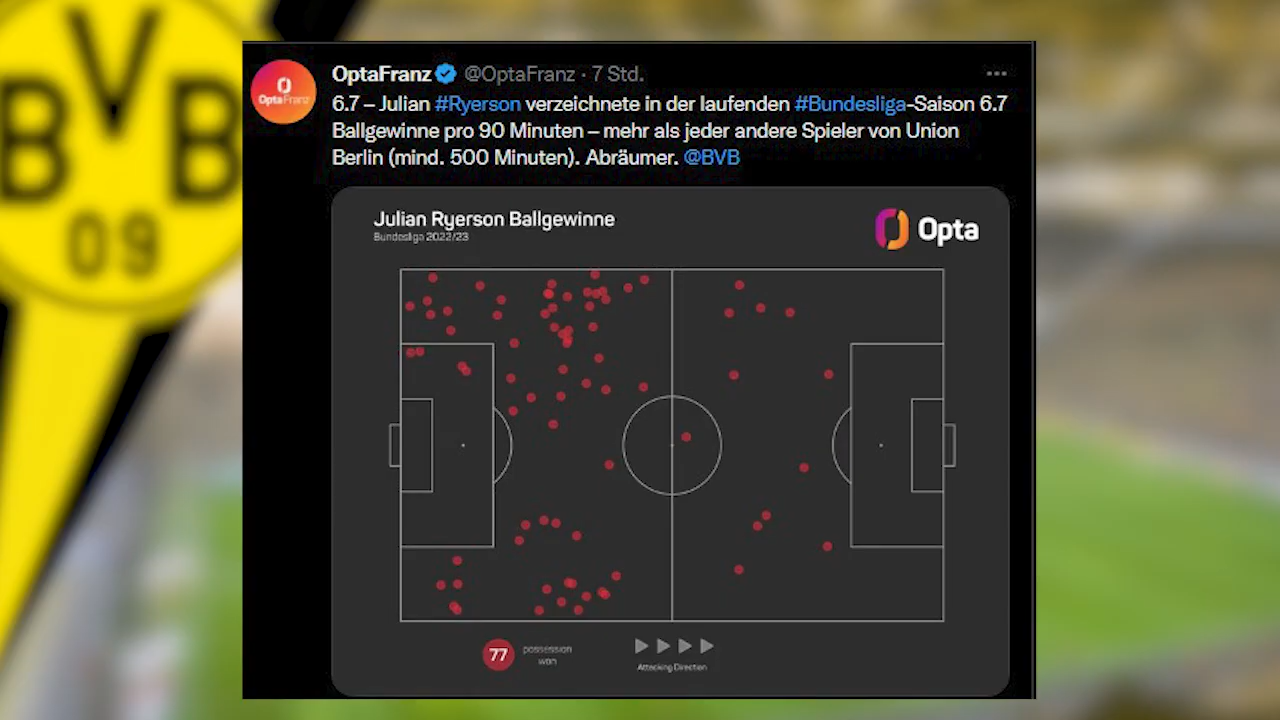 BVB
09
OptaFranz @OptaFranz · 7 Std.
6.7 – Julian #Ryerson verzeichnete in der laufenden #Bundesliga-Saison 6.7
Ballgewinne pro 90 Minuten – mehr als jeder andere Spieler von Union
Berlin (mind. 500 Minuten). Abräumer. @BVB
OptaFranz
Julian Ryerson Ballgewinne
Bundesliga 2022/23
Opta
77
possession
won
Attacking Direction